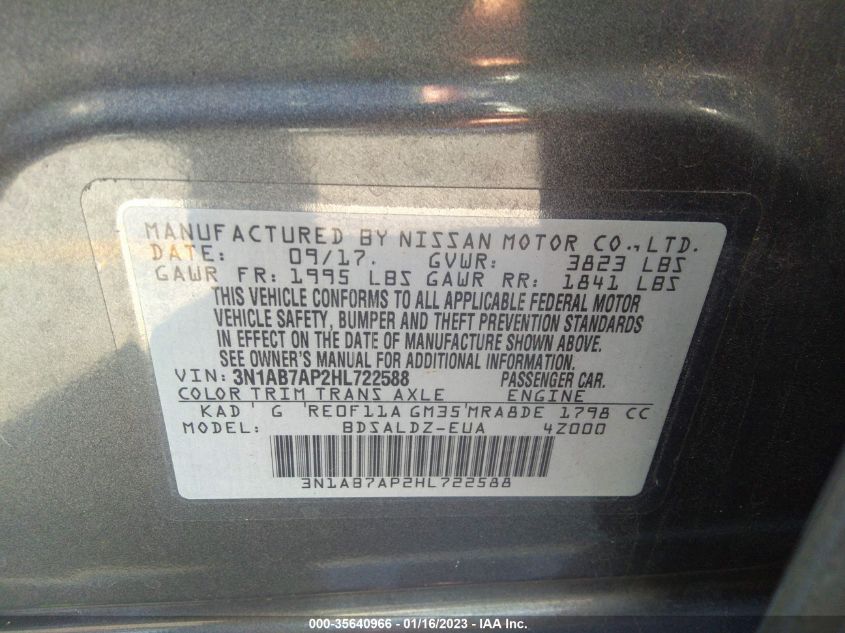 MANUFACTURED BY NISSAN MOTOR CO.,LTD.
DATE: 09/17. GVWR: 3823 LBS
GAWR FR: 1995 LBS GAWR RR: 1841 LBS
THIS VEHICLE CONFORMS TO ALL APPLICABLE FEDERAL MOTOR
VEHICLE SAFETY, BUMPER AND THEFT PREVENTION STANDARDS
IN EFFECT ON THE DATE OF MANUFACTURE SHOWN ABOVE.
SEE OWNER'S MANUAL FOR ADDITIONAL INFORMATION.
VIN: 3N1AB7AP2HL722588 PASSENGER CAR.
COLOR TRIM TRANS AXLE ENGINE
KAD G RE0F11A GM35 MRA8DE 1798 CC
MODEL: BDSALDZ-EUA 4Z000
3N1AB7AP2HL722588
000-35640966 - 01/16/2023 - IAA Inc.